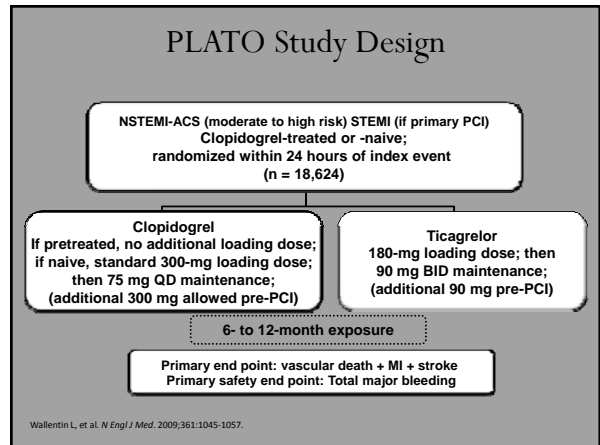 PLATO Study Design
NSTEMI-ACS (moderate to high risk) STEMI (if primary PCI)
Clopidogrel-treated or -naive;
randomized within 24 hours of index event
(n = 18,624)
Clopidogrel
If pretreated, no additional loading dose;
if naive, standard 300-mg loading dose;
then 75 mg QD maintenance;
(additional 300 mg allowed pre-PCI)
Ticagrelor
180-mg loading dose; then
90 mg BID maintenance;
(additional 90 mg pre-PCI)
6- to 12-month exposure
Primary end point: vascular death + MI + stroke
Primary safety end point: Total major bleeding
Wallentin L, et al. N Engl J Med. 2009;361:1045-1057.